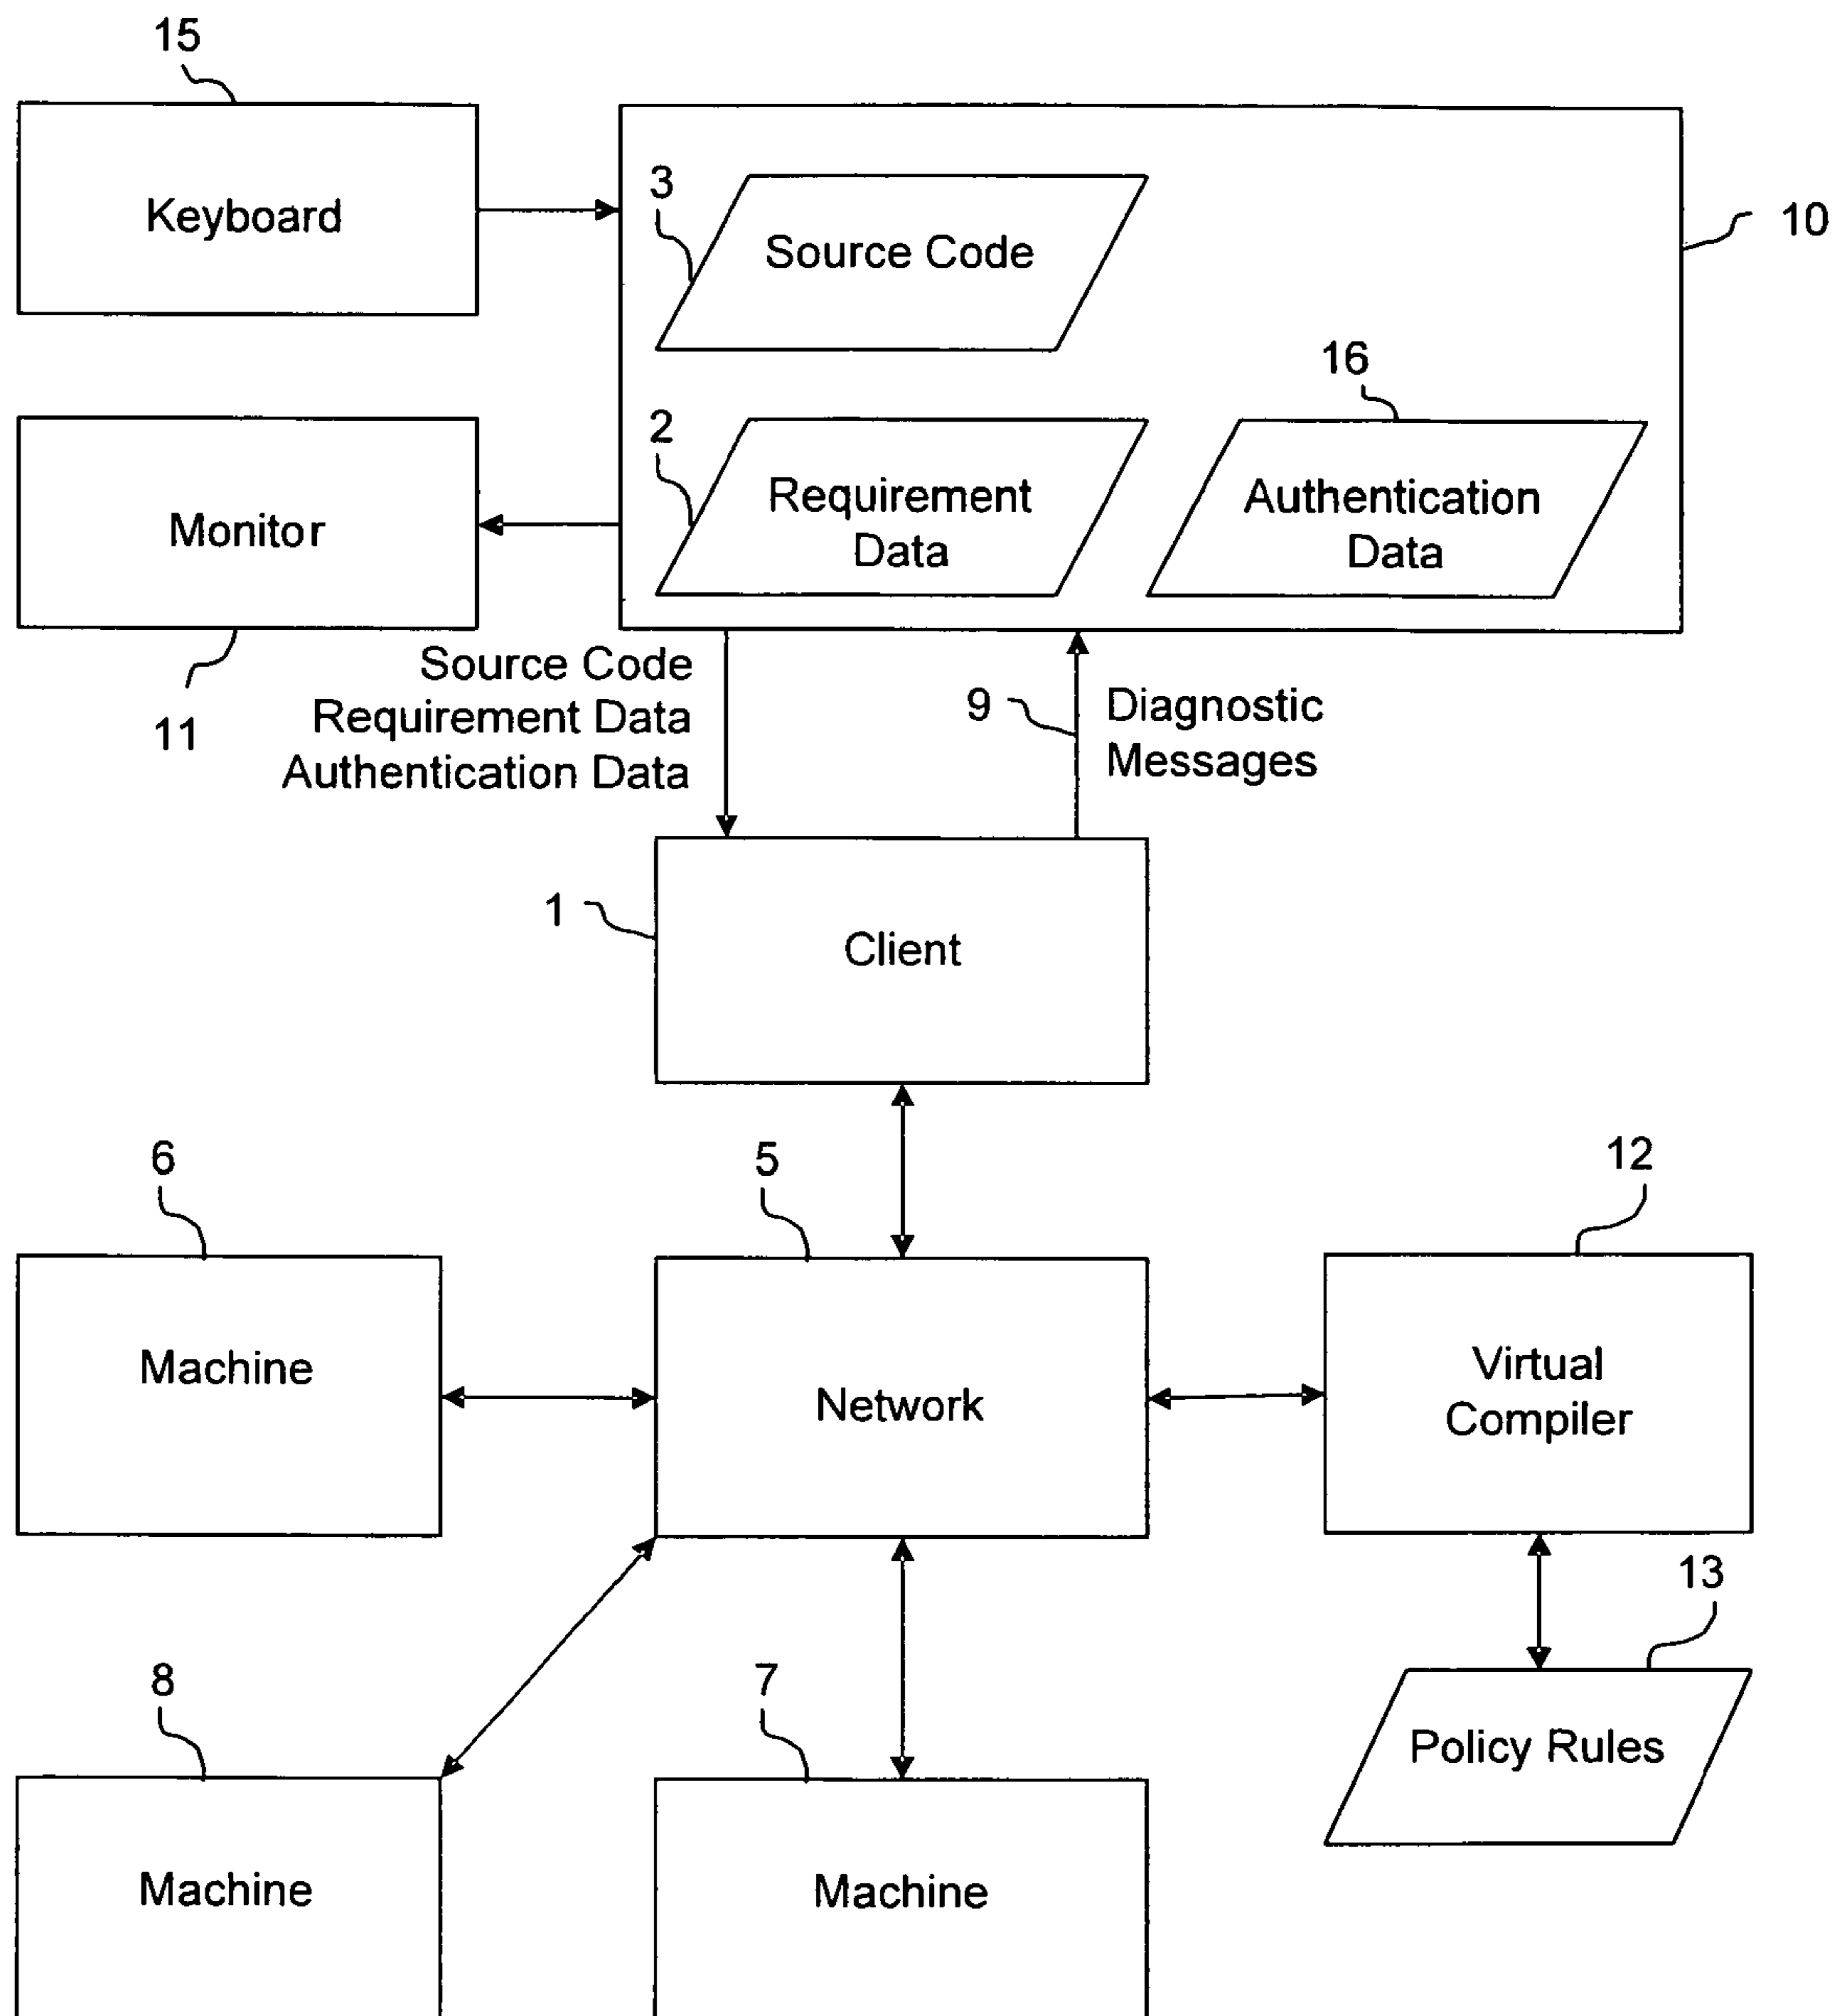 15
Keyboard
3
Source Code
10
16
2
Requirement
Data
Authentication
Data
Monitor
11
Source Code
Requirement Data
Authentication Data
9
Diagnostic
Messages
1
Client
6
5
12
Machine
Network
Virtual
Compiler
13
8
7
Policy Rules
Machine
Machine